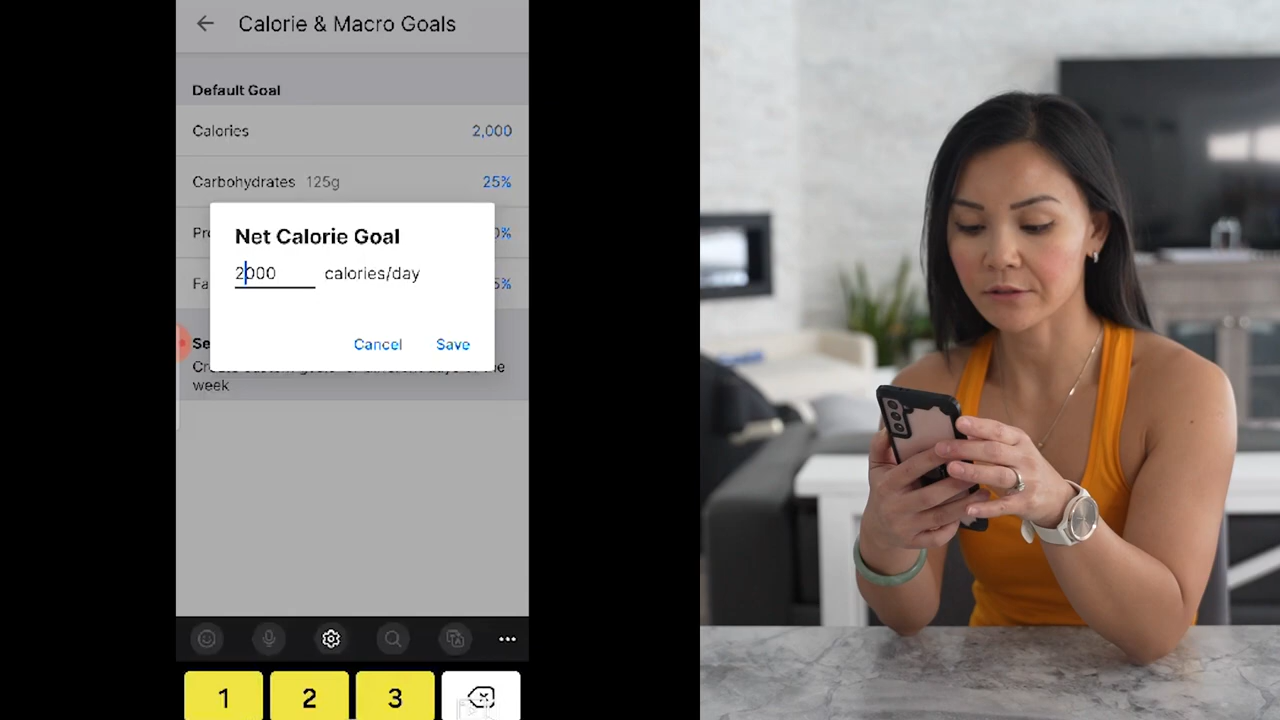 Calorie & Macro Goals
Default Goal
Calories 2,000
Carbohydrates 125g 25%
Net Calorie Goal
2000 calories/day
Cancel Save
week
1 2 3